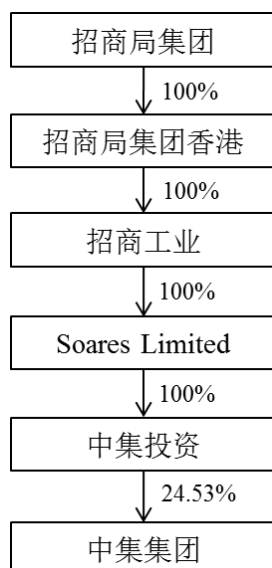 招商局集团
100%
招商局集团香港
100%
招商工业
100%
Soares Limited
100%
中集投资
24.53%
中集集团